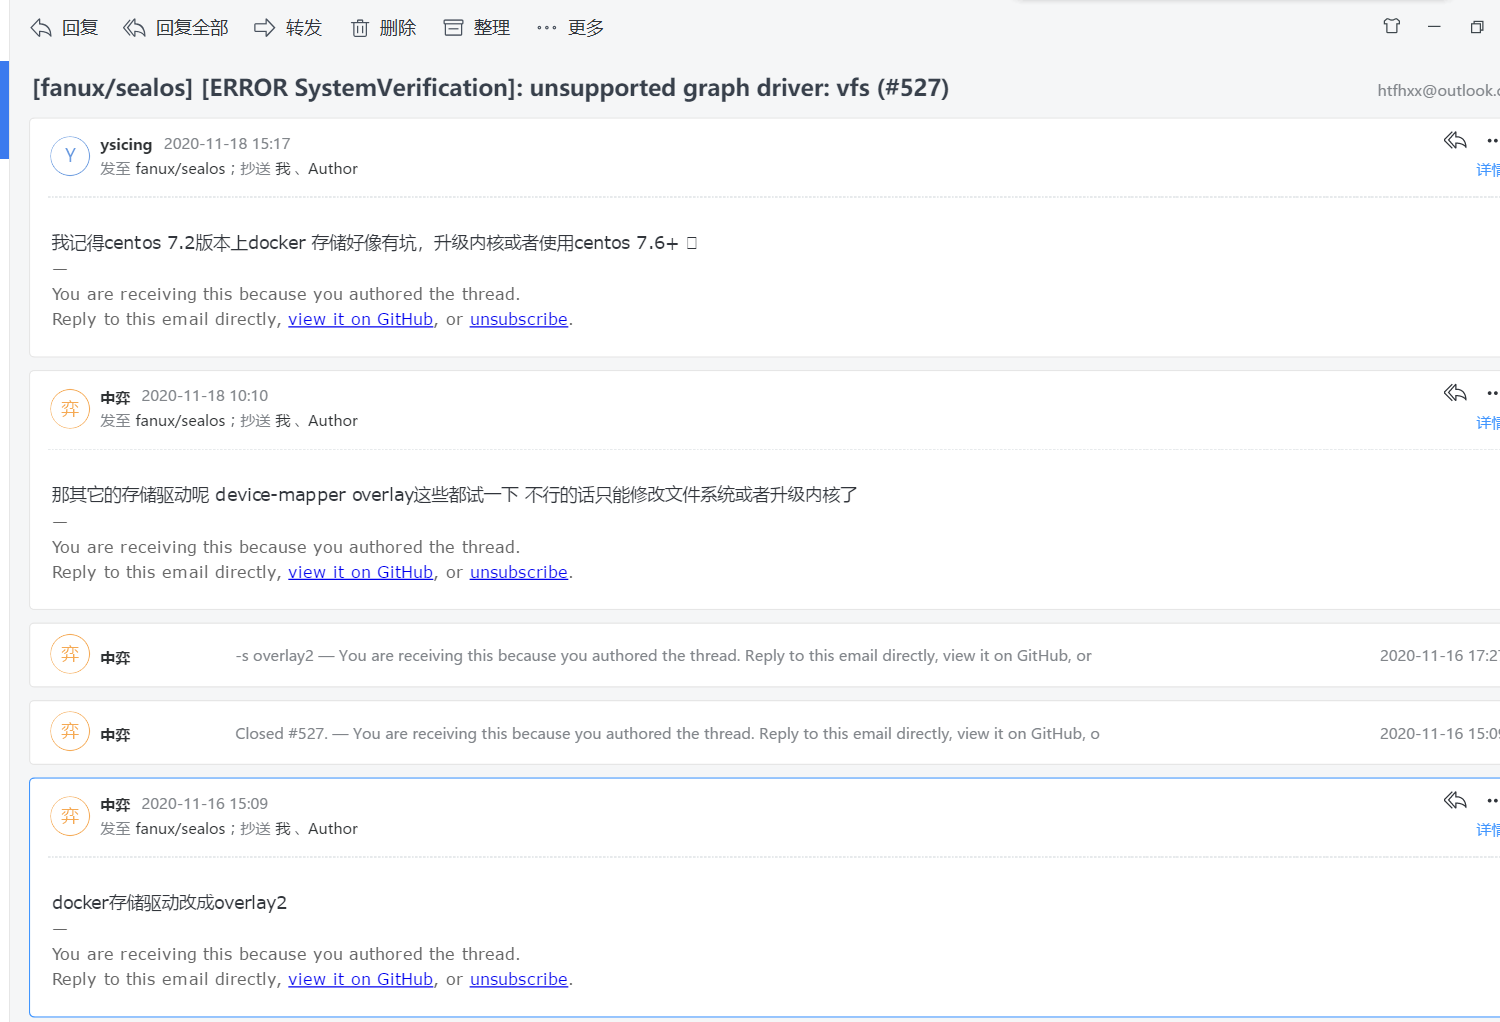 回复 回复全部 转发 删除 整理 更多
[fanux/sealos] [ERROR SystemVerification]: unsupported graph driver: vfs (#527)
htfhxx@outlook.c
Y
ysicing 2020-11-18 15:17
发至 fanux/sealos；抄送 我、Author
详情
我记得centos 7.2版本上docker 存储好像有坑，升级内核或者使用centos 7.6+
—
You are receiving this because you authored the thread.
Reply to this email directly, view it on GitHub, or unsubscribe.
弈
中弈 2020-11-18 10:10
发至 fanux/sealos；抄送 我、Author
详情
那其它的存储驱动呢 device-mapper overlay这些都试一下 不行的话只能修改文件系统或者升级内核了
—
You are receiving this because you authored the thread.
Reply to this email directly, view it on GitHub, or unsubscribe.
弈
中弈 -s overlay2 — You are receiving this because you authored the thread. Reply to this email directly, view it on GitHub, or 2020-11-16 17:27
弈
中弈 Closed #527. — You are receiving this because you authored the thread. Reply to this email directly, view it on GitHub, o 2020-11-16 15:09
弈
中弈 2020-11-16 15:09
发至 fanux/sealos；抄送 我、Author
详情
docker存储驱动改成overlay2
—
You are receiving this because you authored the thread.
Reply to this email directly, view it on GitHub, or unsubscribe.